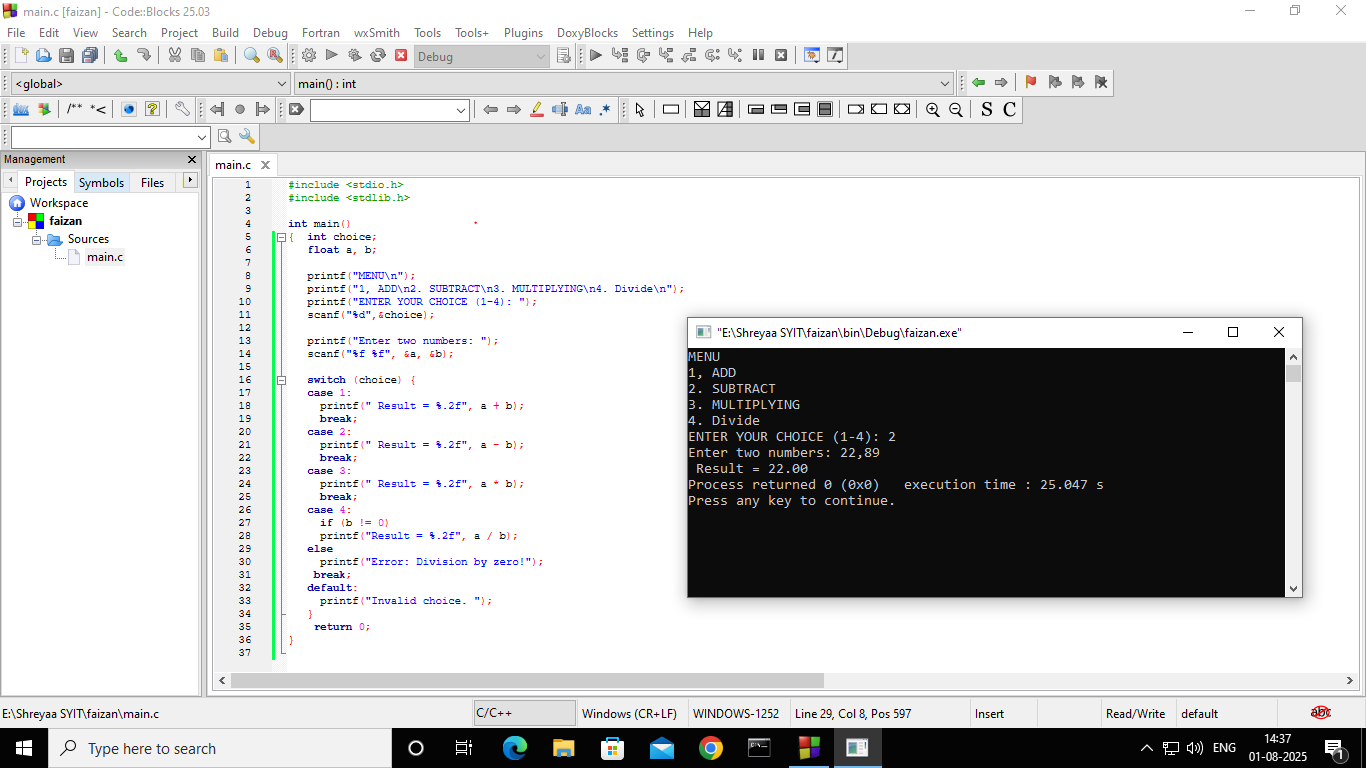 main.c [faizan] - Code::Blocks 25.03
File Edit View Search Project Build Debug Fortran wxSmith Tools Tools+ Plugins DoxyBlocks Settings Help
Debug
<global>
main() : int
/** *<
Aa .*
S C
Management
Projects Symbols Files
Workspace
faizan
Sources
main.c
main.c
1 #include <stdio.h>
2 #include <stdlib.h>
3
4 int main()
5 { int choice;
6 float a, b;
7
8 printf("MENU\n");
9 printf("1, ADD\n2. SUBTRACT\n3. MULTIPLYING\n4. Divide\n");
10 printf("ENTER YOUR CHOICE (1-4): ");
11 scanf("%d",&choice);
12
13 printf("Enter two numbers: ");
14 scanf("%f %f", &a, &b);
15
16 switch (choice) {
17 case 1:
18 printf(" Result = %.2f", a + b);
19 break;
20 case 2:
21 printf(" Result = %.2f", a - b);
22 break;
23 case 3:
24 printf(" Result = %.2f", a * b);
25 break;
26 case 4:
27 if (b != 0)
28 printf("Result = %.2f", a / b);
29 else
30 printf("Error: Division by zero!");
31 break;
32 default:
33 printf("Invalid choice. ");
34 }
35 return 0;
36 }
37
"E:\Shreyaa SYIT\faizan\bin\Debug\faizan.exe"
MENU
1, ADD
2. SUBTRACT
3. MULTIPLYING
4. Divide
ENTER YOUR CHOICE (1-4): 2
Enter two numbers: 22,89
Result = 22.00
Process returned 0 (0x0) execution time : 25.047 s
Press any key to continue.
E:\Shreyaa SYIT\faizan\main.c C/C++ Windows (CR+LF) WINDOWS-1252 Line 29, Col 8, Pos 597 Insert Read/Write default abc
Type here to search
ENG
14:37
01-08-2025
1